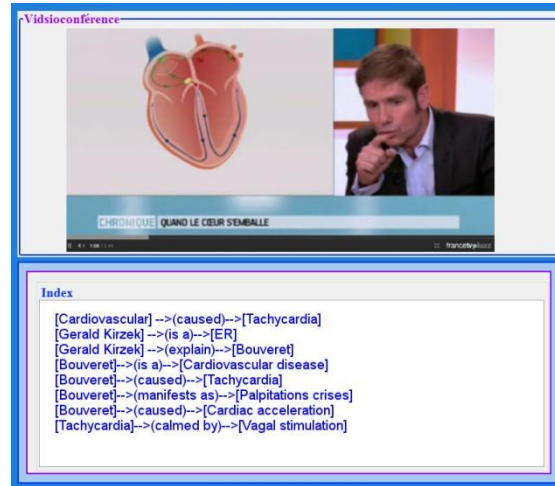 Vidsioconférence
CHRONIQUE QUAND LE CŒUR S'EMBALLE
francetvpluzz
Index
[Cardiovascular] -->(caused)-->[Tachycardia]
[Gerald Kirzek] -->(is a)-->[ER]
[Gerald Kirzek] -->(explain)-->[Bouveret]
[Bouveret]-->(is a)-->[Cardiovascular disease]
[Bouveret]-->(caused)-->[Tachycardia]
[Bouveret]-->(manifests as)-->[Palpitations crises]
[Bouveret]-->(caused)-->[Cardiac acceleration]
[Tachycardia]-->(calmed by)-->[Vagal stimulation]